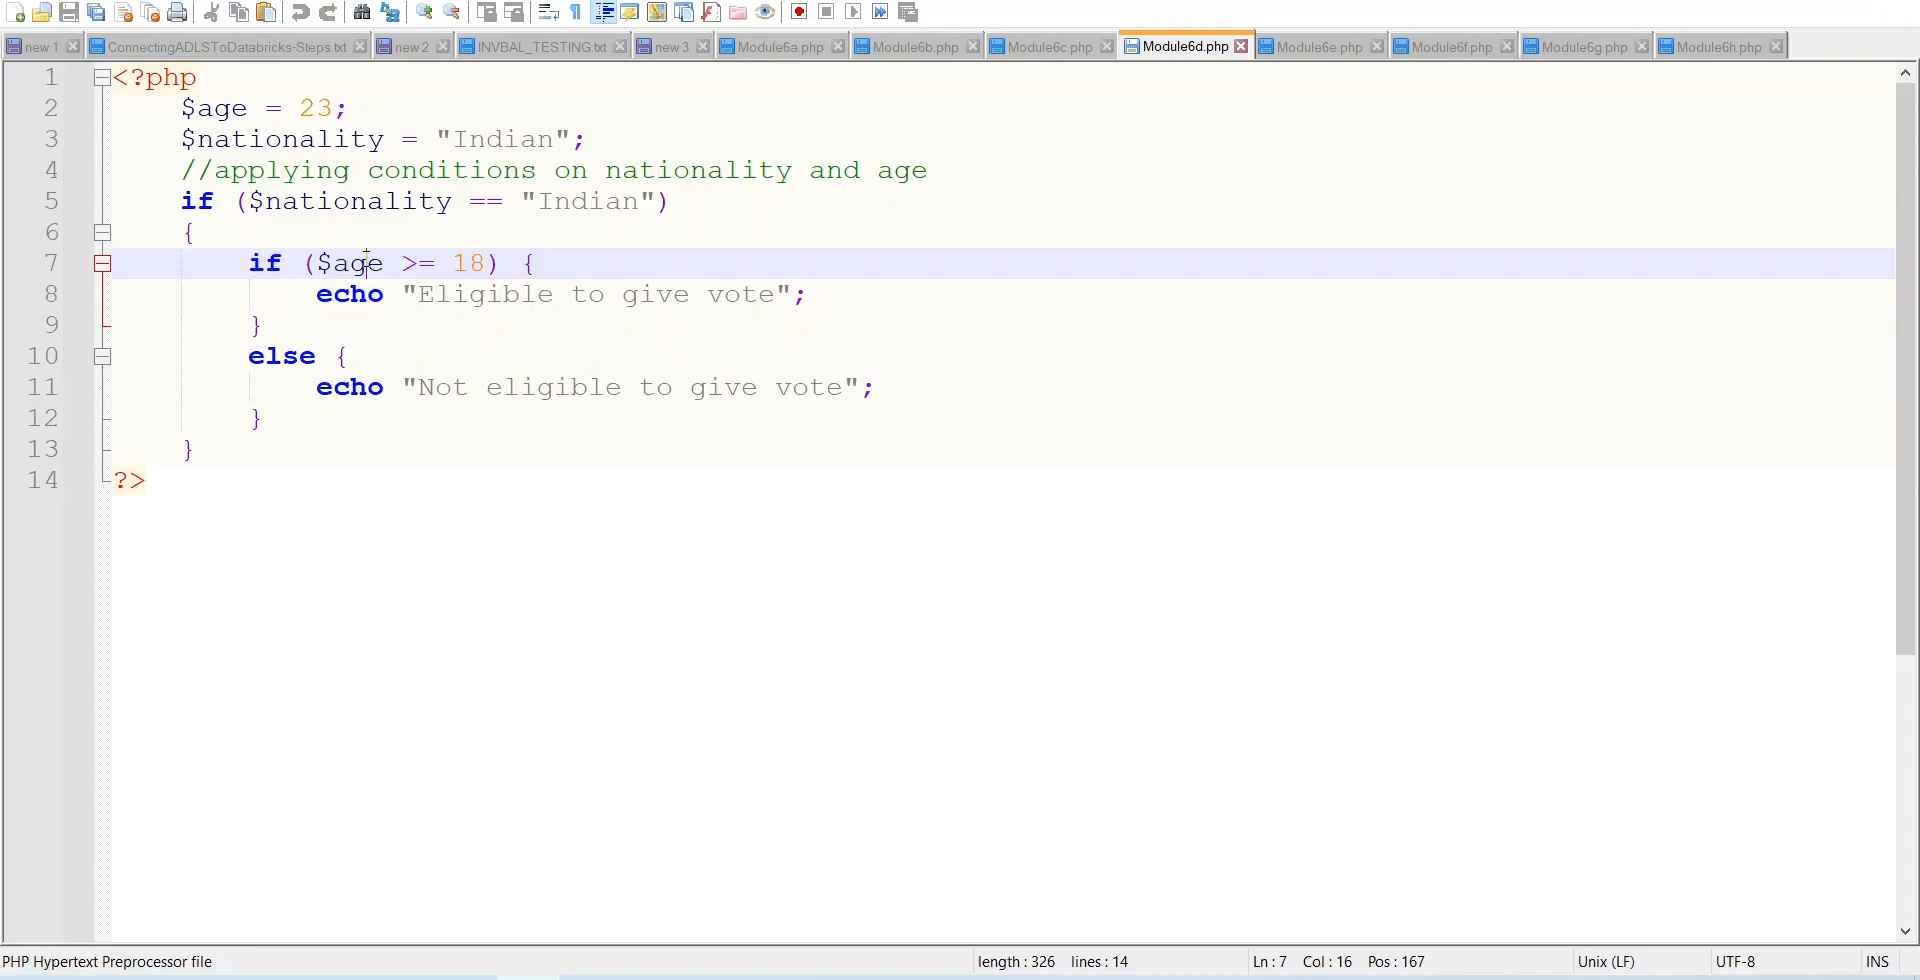 new 1 ConnectingADLSToDatabricks-Steps.txt new 2 INVBAL_TESTING.txt new 3 Module6a.php Module6b.php Module6c.php Module6d.php Module6e.php Module6f.php Module6g.php Module6h.php
1 <?php
2 $age = 23;
3 $nationality = "Indian";
4 //applying conditions on nationality and age
5 if ($nationality == "Indian")
6 {
7 if ($age >= 18) {
8 echo "Eligible to give vote";
9 }
10 else {
11 echo "Not eligible to give vote";
12 }
13 }
14 ?>
PHP Hypertext Preprocessor file length : 326 lines : 14 Ln : 7 Col : 16 Pos : 167 Unix (LF) UTF-8 INS